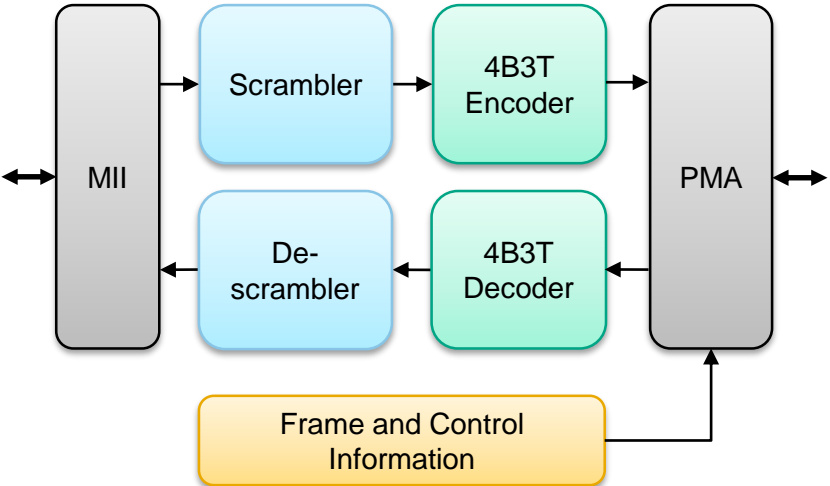 MII
Scrambler
4B3T
Encoder
PMA
De-
scrambler
4B3T
Decoder
Frame and Control
Information